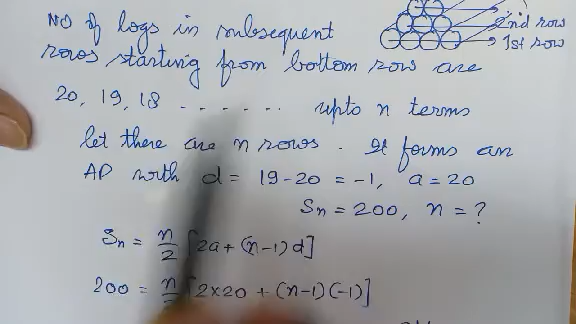 No of logs in subsequent
2nd row
rows starting from bottom row are
1st row
20, 19, 18 ........ upto n terms
let there are n rows. It forms an
AP with d = 19-20 = -1, a = 20
Sn = 200, n = ?
Sn = n/2 [2a + (n-1)d]
200 = n/2 [2×20 + (n-1)(-1)]